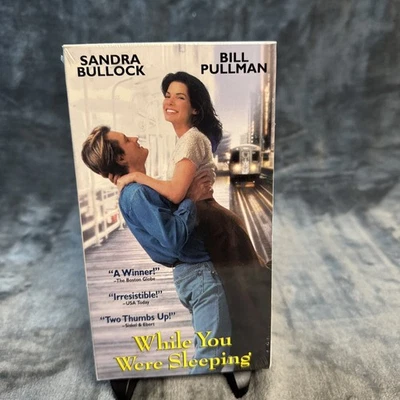 SANDRA BULLOCK
BILL PULLMAN
"A Winner!"
-The Boston Globe
"Irresistible!"
-USA Today
"Two Thumbs Up!"
-Siskel & Ebert
While You
Were Sleeping